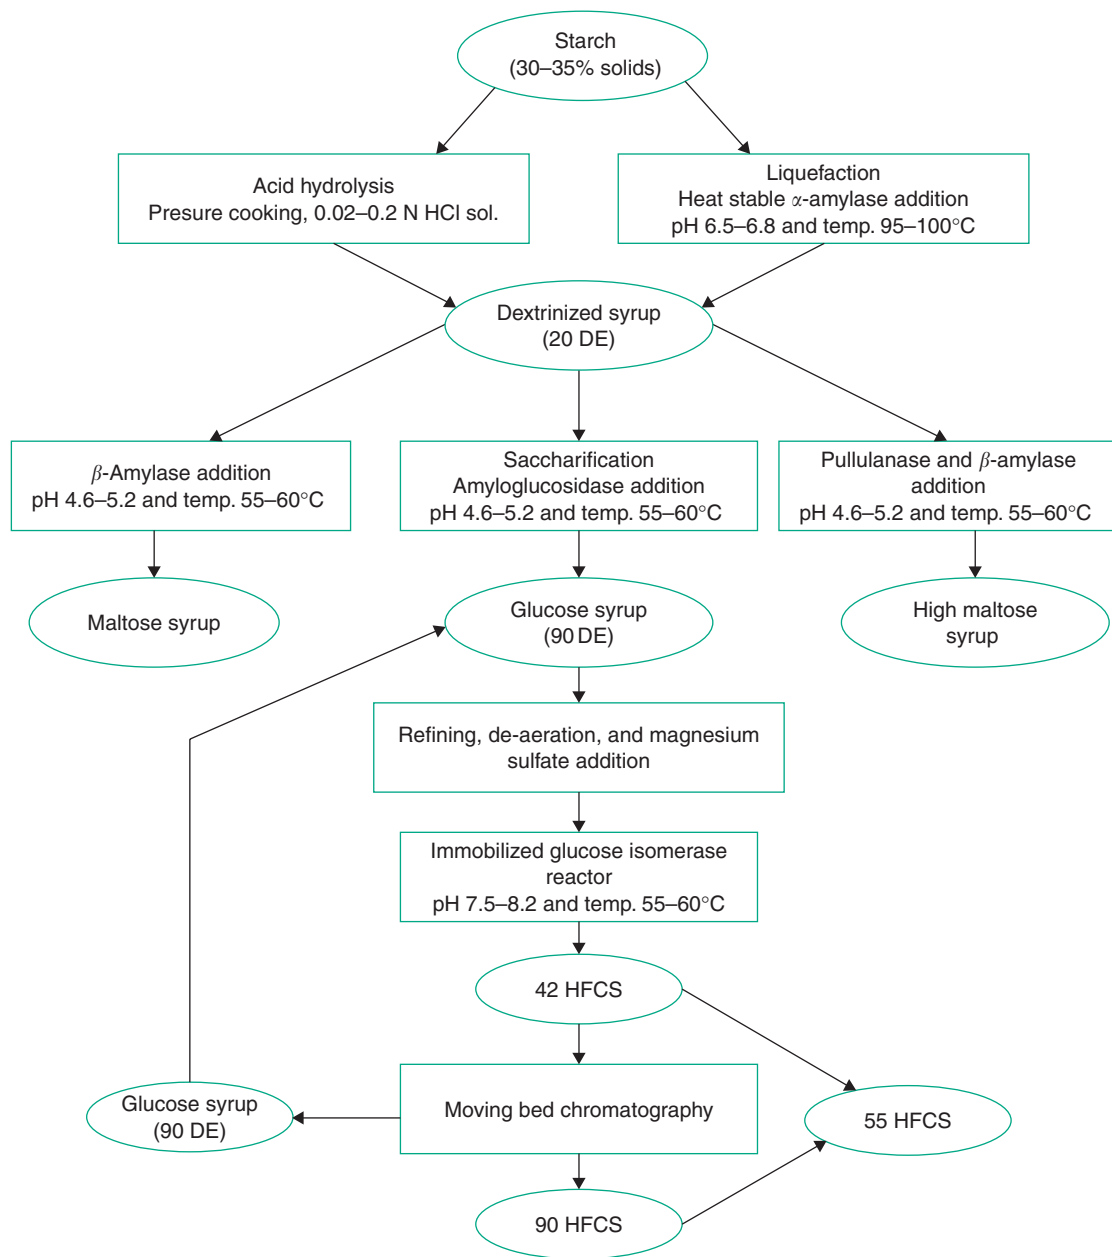 Starch
(30–35% solids)
Acid hydrolysis
Presure cooking, 0.02–0.2 N HCl sol.
Liquefaction
Heat stable α-amylase addition
pH 6.5–6.8 and temp. 95–100°C
Dextrinized syrup
(20 DE)
β-Amylase addition
pH 4.6–5.2 and temp. 55–60°C
Saccharification
Amyloglucosidase addition
pH 4.6–5.2 and temp. 55–60°C
Pullulanase and β-amylase
addition
pH 4.6–5.2 and temp. 55–60°C
Maltose syrup
Glucose syrup
(90 DE)
High maltose
syrup
Refining, de-aeration, and magnesium
sulfate addition
Immobilized glucose isomerase
reactor
pH 7.5–8.2 and temp. 55–60°C
42 HFCS
Glucose syrup
(90 DE)
Moving bed chromatography
55 HFCS
90 HFCS